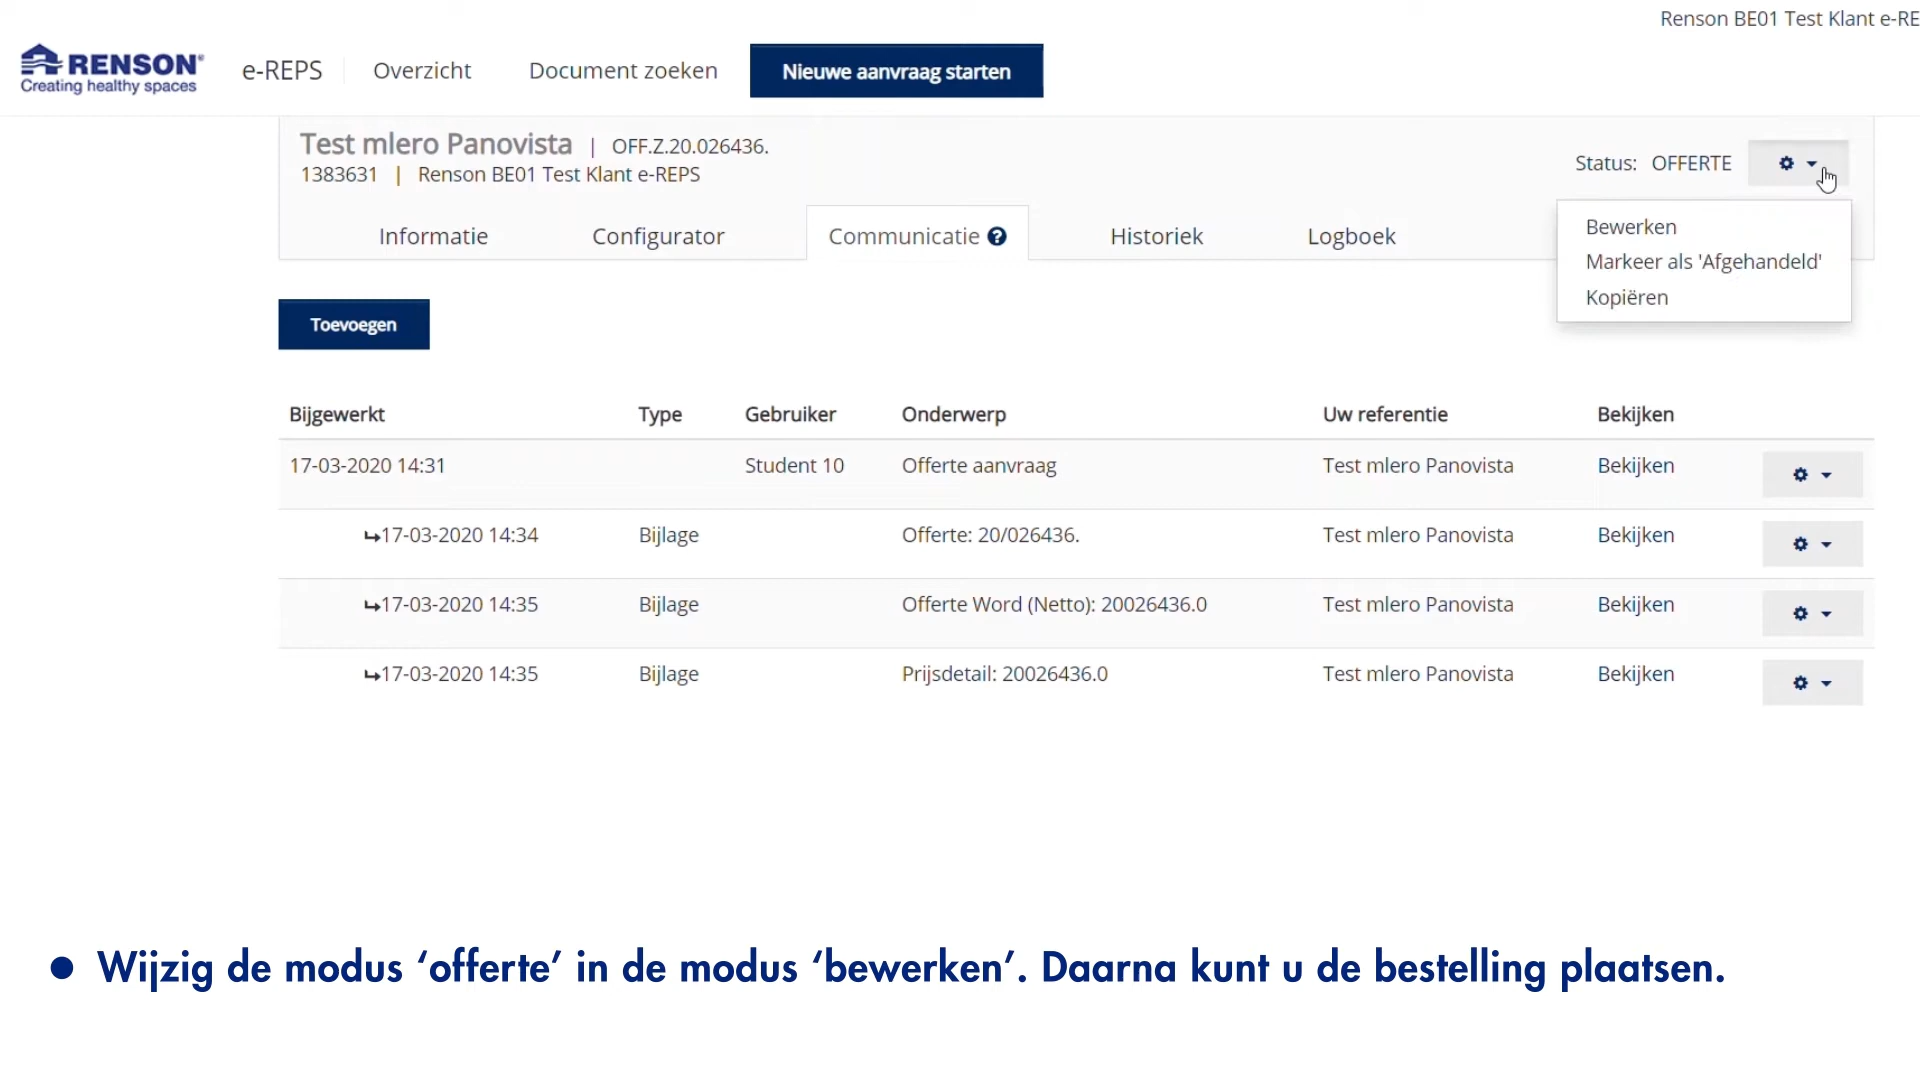 Renson BE01 Test Klant e-RE
RENSON®
Creating healthy spaces
e-REPS
Overzicht
Document zoeken
Nieuwe aanvraag starten
Test mlero Panovista | OFF.Z.20.026436.
1383631 | Renson BE01 Test Klant e-REPS
Status: OFFERTE
Informatie
Configurator
Communicatie ?
Historiek
Logboek
Bewerken
Markeer als 'Afgehandeld'
Kopiëren
Toevoegen
Bijgewerkt Type Gebruiker Onderwerp Uw referentie Bekijken
17-03-2020 14:31 Student 10 Offerte aanvraag Test mlero Panovista Bekijken
17-03-2020 14:34 Bijlage Offerte: 20/026436. Test mlero Panovista Bekijken
17-03-2020 14:35 Bijlage Offerte Word (Netto): 20026436.0 Test mlero Panovista Bekijken
17-03-2020 14:35 Bijlage Prijsdetail: 20026436.0 Test mlero Panovista Bekijken
• Wijzig de modus ‘offerte’ in de modus ‘bewerken’. Daarna kunt u de bestelling plaatsen.